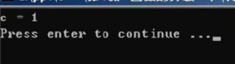 c = 1
Press enter to continue ...